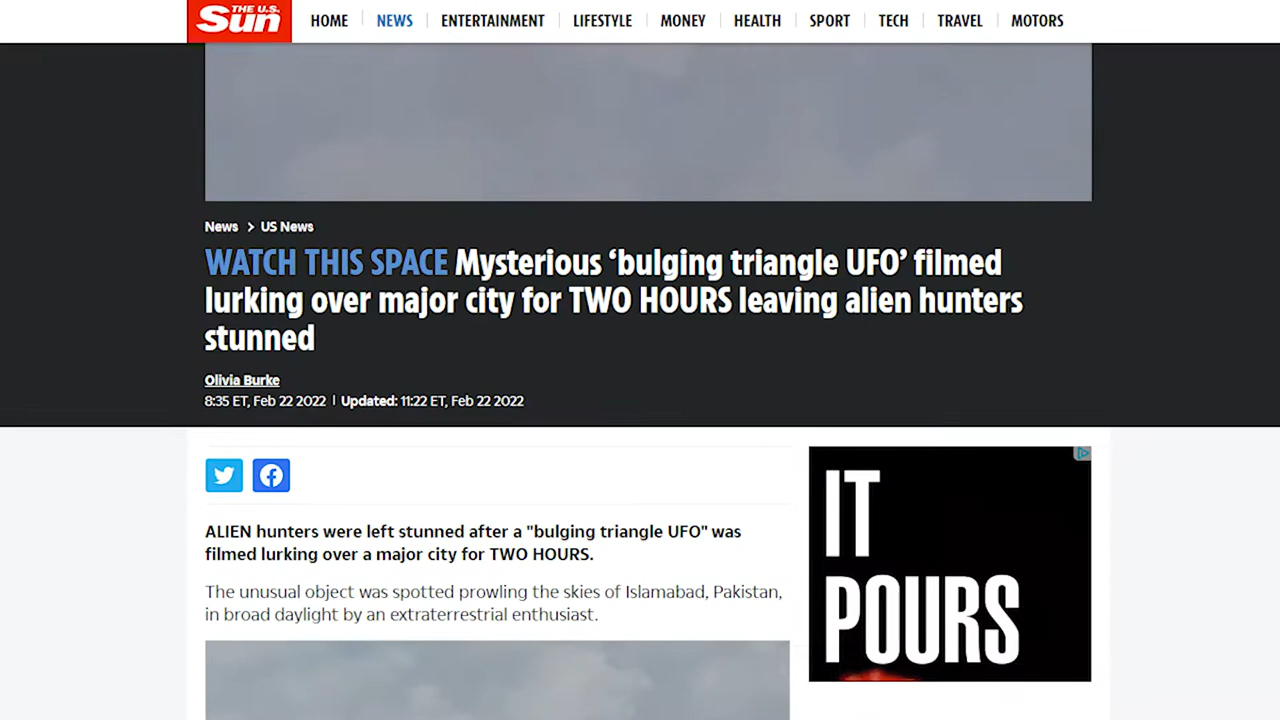 THE U.S. Sun
HOME NEWS ENTERTAINMENT LIFESTYLE MONEY HEALTH SPORT TECH TRAVEL MOTORS
News > US News
WATCH THIS SPACE Mysterious ‘bulging triangle UFO’ filmed
lurking over major city for TWO HOURS leaving alien hunters
stunned
Olivia Burke
8:35 ET, Feb 22 2022 | Updated: 11:22 ET, Feb 22 2022
ALIEN hunters were left stunned after a "bulging triangle UFO" was
filmed lurking over a major city for TWO HOURS.
The unusual object was spotted prowling the skies of Islamabad, Pakistan,
in broad daylight by an extraterrestrial enthusiast.
IT
POURS